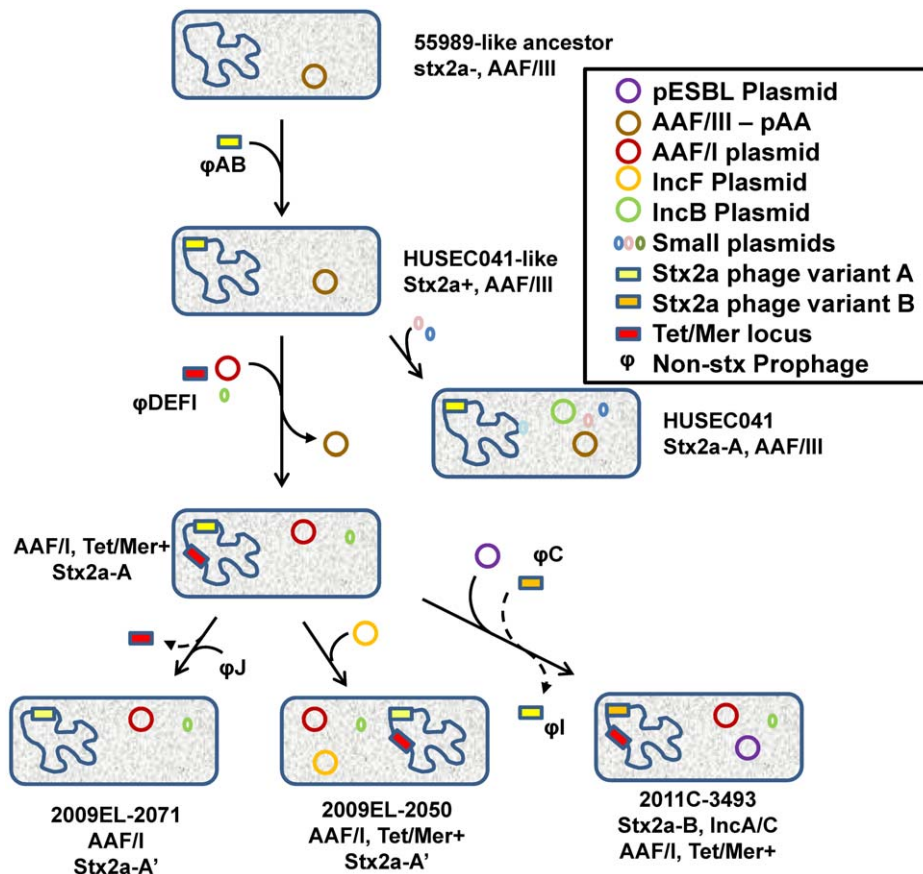 55989-like ancestor
stx2a-, AAF/III
pESBL Plasmid
AAF/III – pAA
AAF/I plasmid
IncF Plasmid
IncB Plasmid
Small plasmids
Stx2a phage variant A
Stx2a phage variant B
Tet/Mer locus
φ Non-stx Prophage
φAB
HUSEC041-like
Stx2a+, AAF/III
φDEFI
HUSEC041
Stx2a-A, AAF/III
AAF/I, Tet/Mer+
Stx2a-A
φC
φJ
φI
2009EL-2071
AAF/I
Stx2a-A’
2009EL-2050
AAF/I, Tet/Mer+
Stx2a-A’
2011C-3493
Stx2a-B, IncA/C
AAF/I, Tet/Mer+